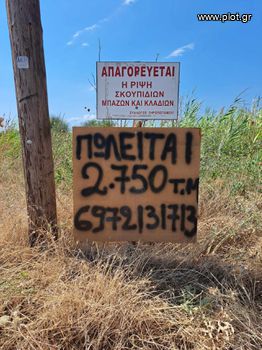 www.plot.gr
ΑΠΑΓΟΡΕΥΕΤΑΙ
Η ΡΙΨΗ
ΣΚΟΥΠΙΔΙΩΝ
ΜΠΑΖΩΝ ΚΑΙ ΚΛΑΔΙΩΝ
ΠΩΛΕΙΤΑΙ
2.750 Τ.Μ
6972131713